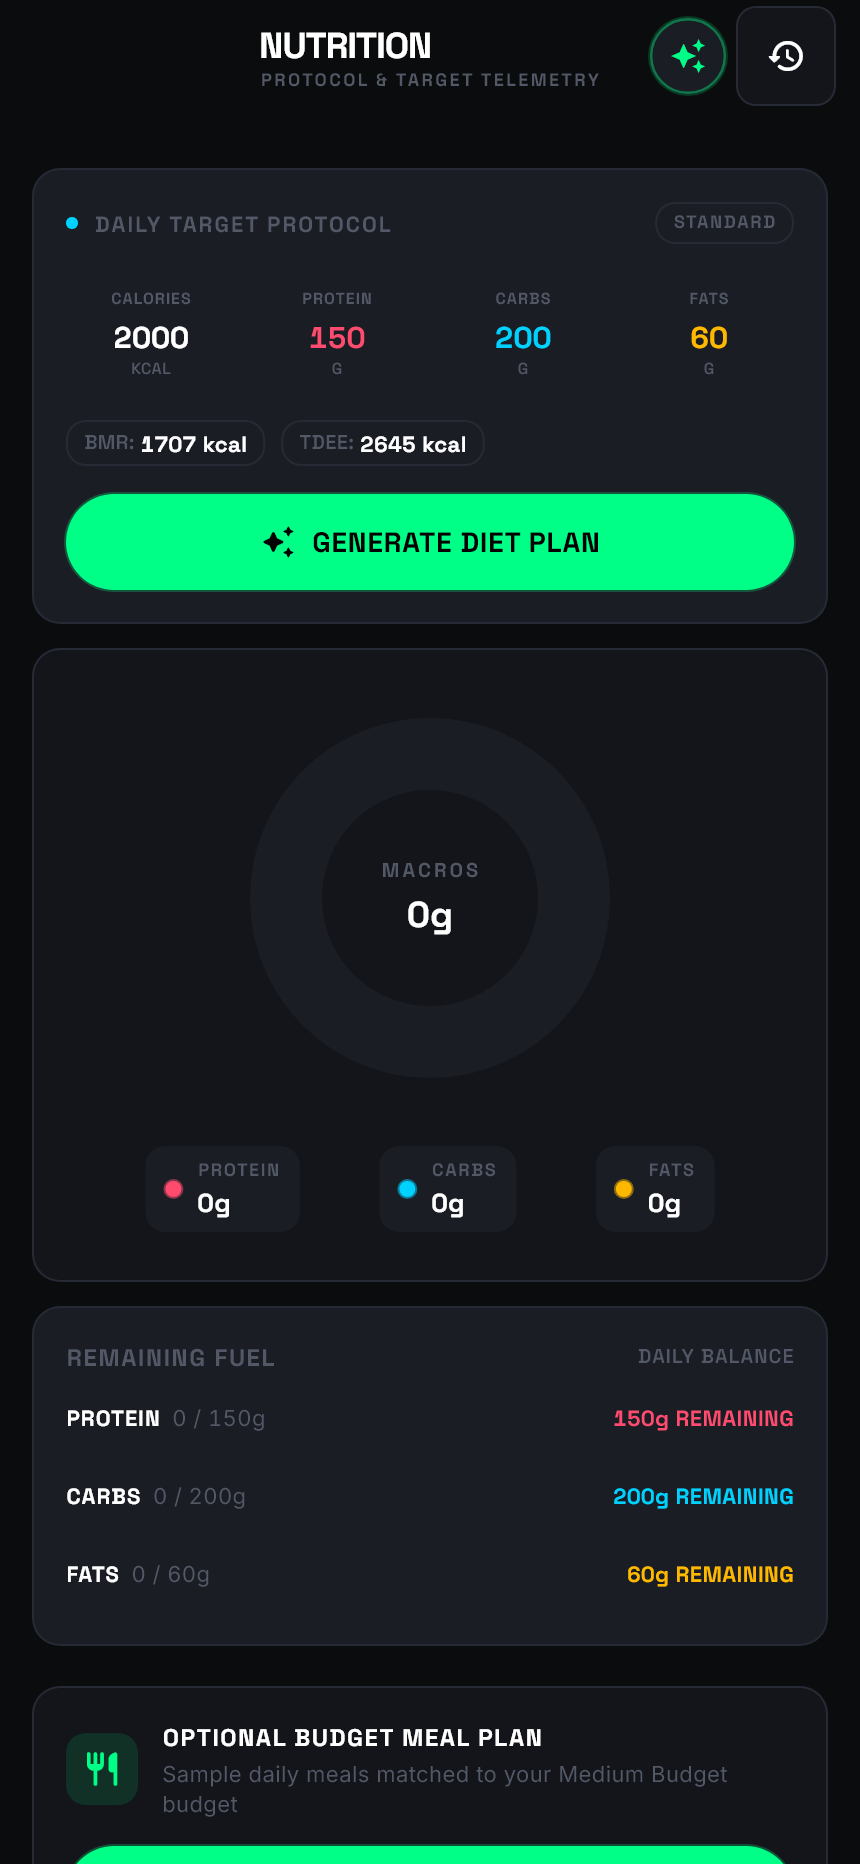 NUTRITION
PROTOCOL & TARGET TELEMETRY
DAILY TARGET PROTOCOL
STANDARD
CALORIES
2000
KCAL
PROTEIN
150
G
CARBS
200
G
FATS
60
G
BMR: 1707 kcal
TDEE: 2645 kcal
GENERATE DIET PLAN
MACROS
0g
PROTEIN
0g
CARBS
0g
FATS
0g
REMAINING FUEL
DAILY BALANCE
PROTEIN 0 / 150g
150g REMAINING
CARBS 0 / 200g
200g REMAINING
FATS 0 / 60g
60g REMAINING
OPTIONAL BUDGET MEAL PLAN
Sample daily meals matched to your Medium Budget
budget